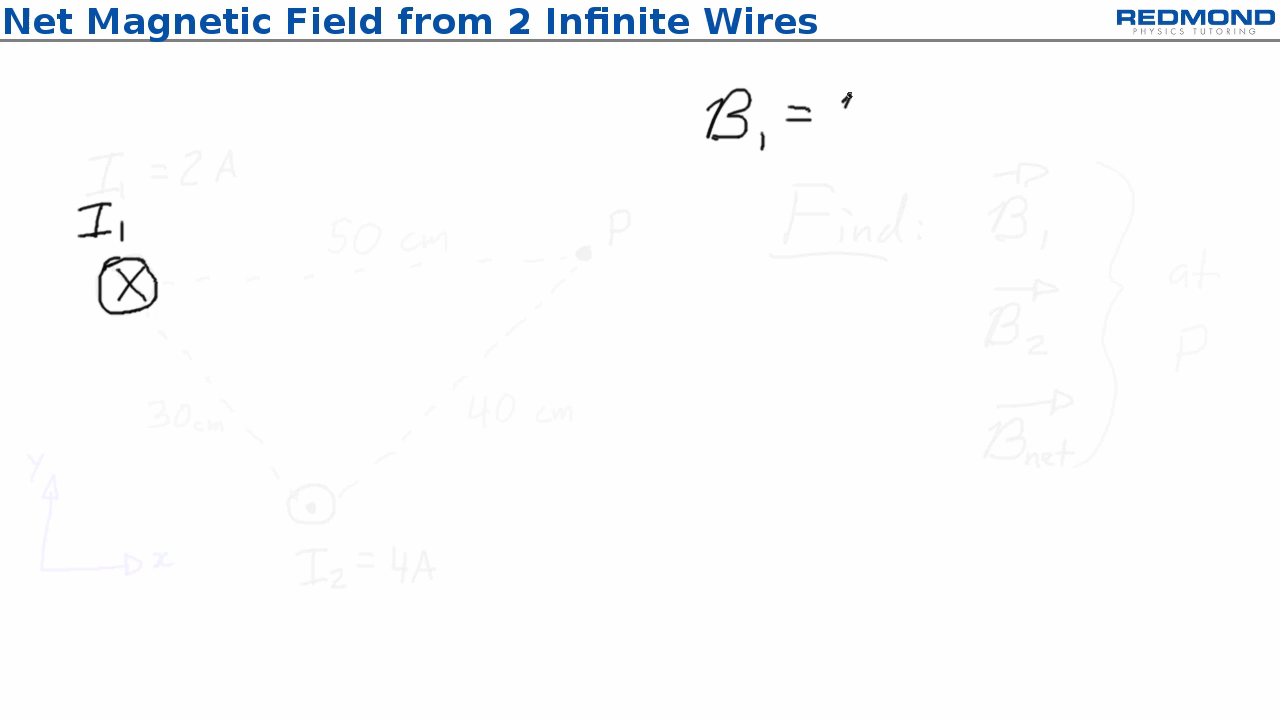 Net Magnetic Field from 2 Infinite Wires
REDMOND
PHYSICS TUTORING
B₁ =
I₁ = 2 A
I₁
X
50 cm
P
Find:
B₁
B₂
Bnet
at
P
30 cm
40 cm
y
x
I₂ = 4A